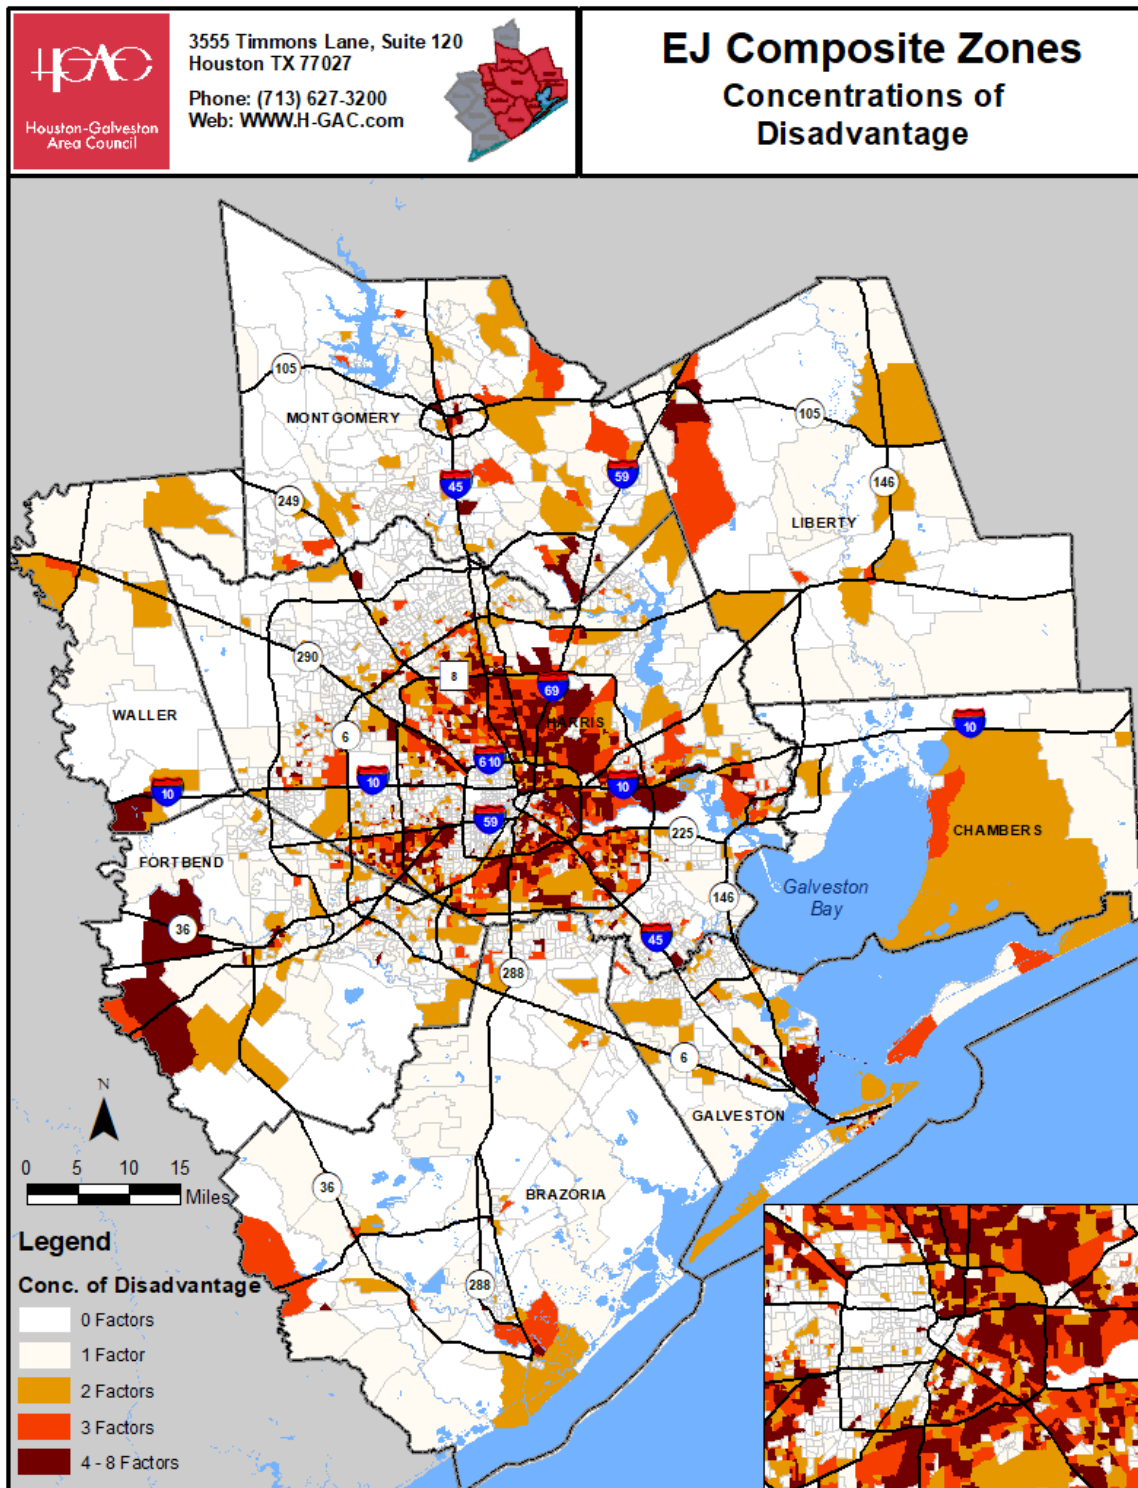 HGAC
Houston-Galveston
Area Council
3555 Timmons Lane, Suite 120
Houston TX 77027
Phone: (713) 627-3200
Web: WWW.H-GAC.com
EJ Composite Zones
Concentrations of
Disadvantage
105
MONTGOMERY
105
45
59
249
146
LIBERTY
290
8
69
WALLER
HARRIS
6
10
610
10
10
10
59
225
CHAMBERS
FORTBEND
Galveston
Bay
146
36
45
288
6
N
GALVESTON
0 5 10 15
Miles
36
BRAZORIA
288
Legend
Conc. of Disadvantage
0 Factors
1 Factor
2 Factors
3 Factors
4 - 8 Factors